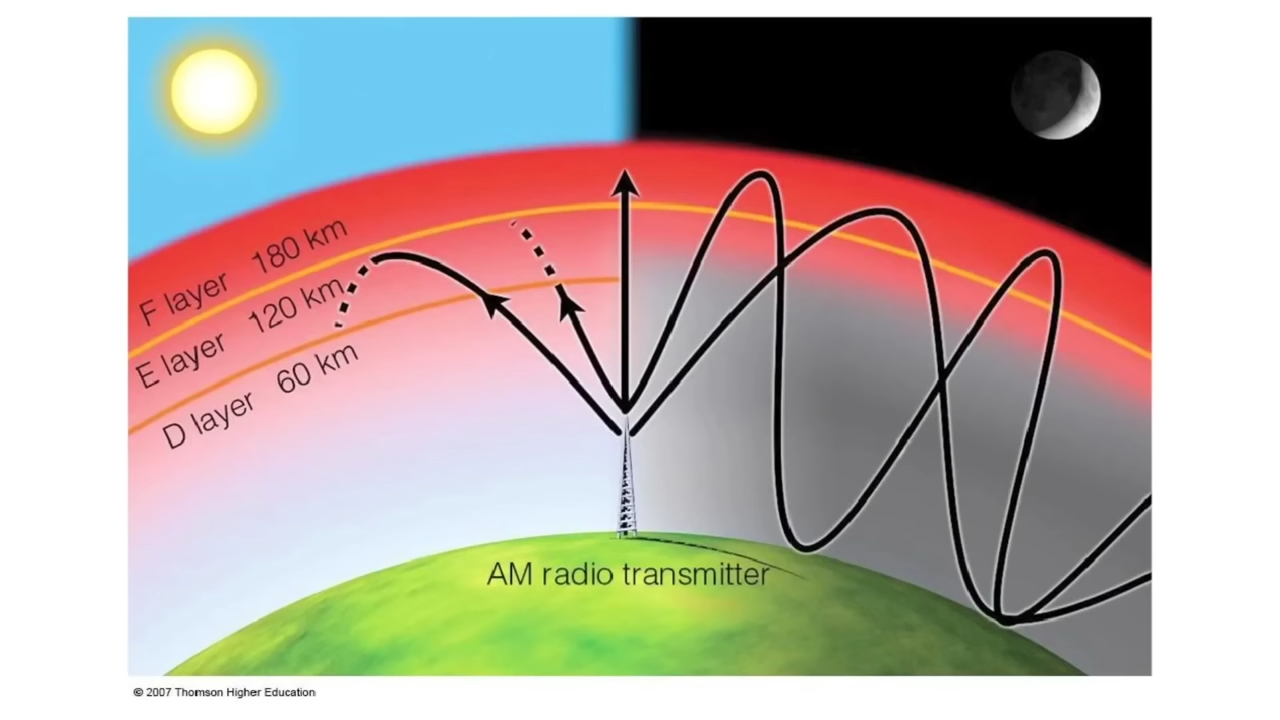 F layer 180 km
E layer 120 km
D layer 60 km
AM radio transmitter
© 2007 Thomson Higher Education